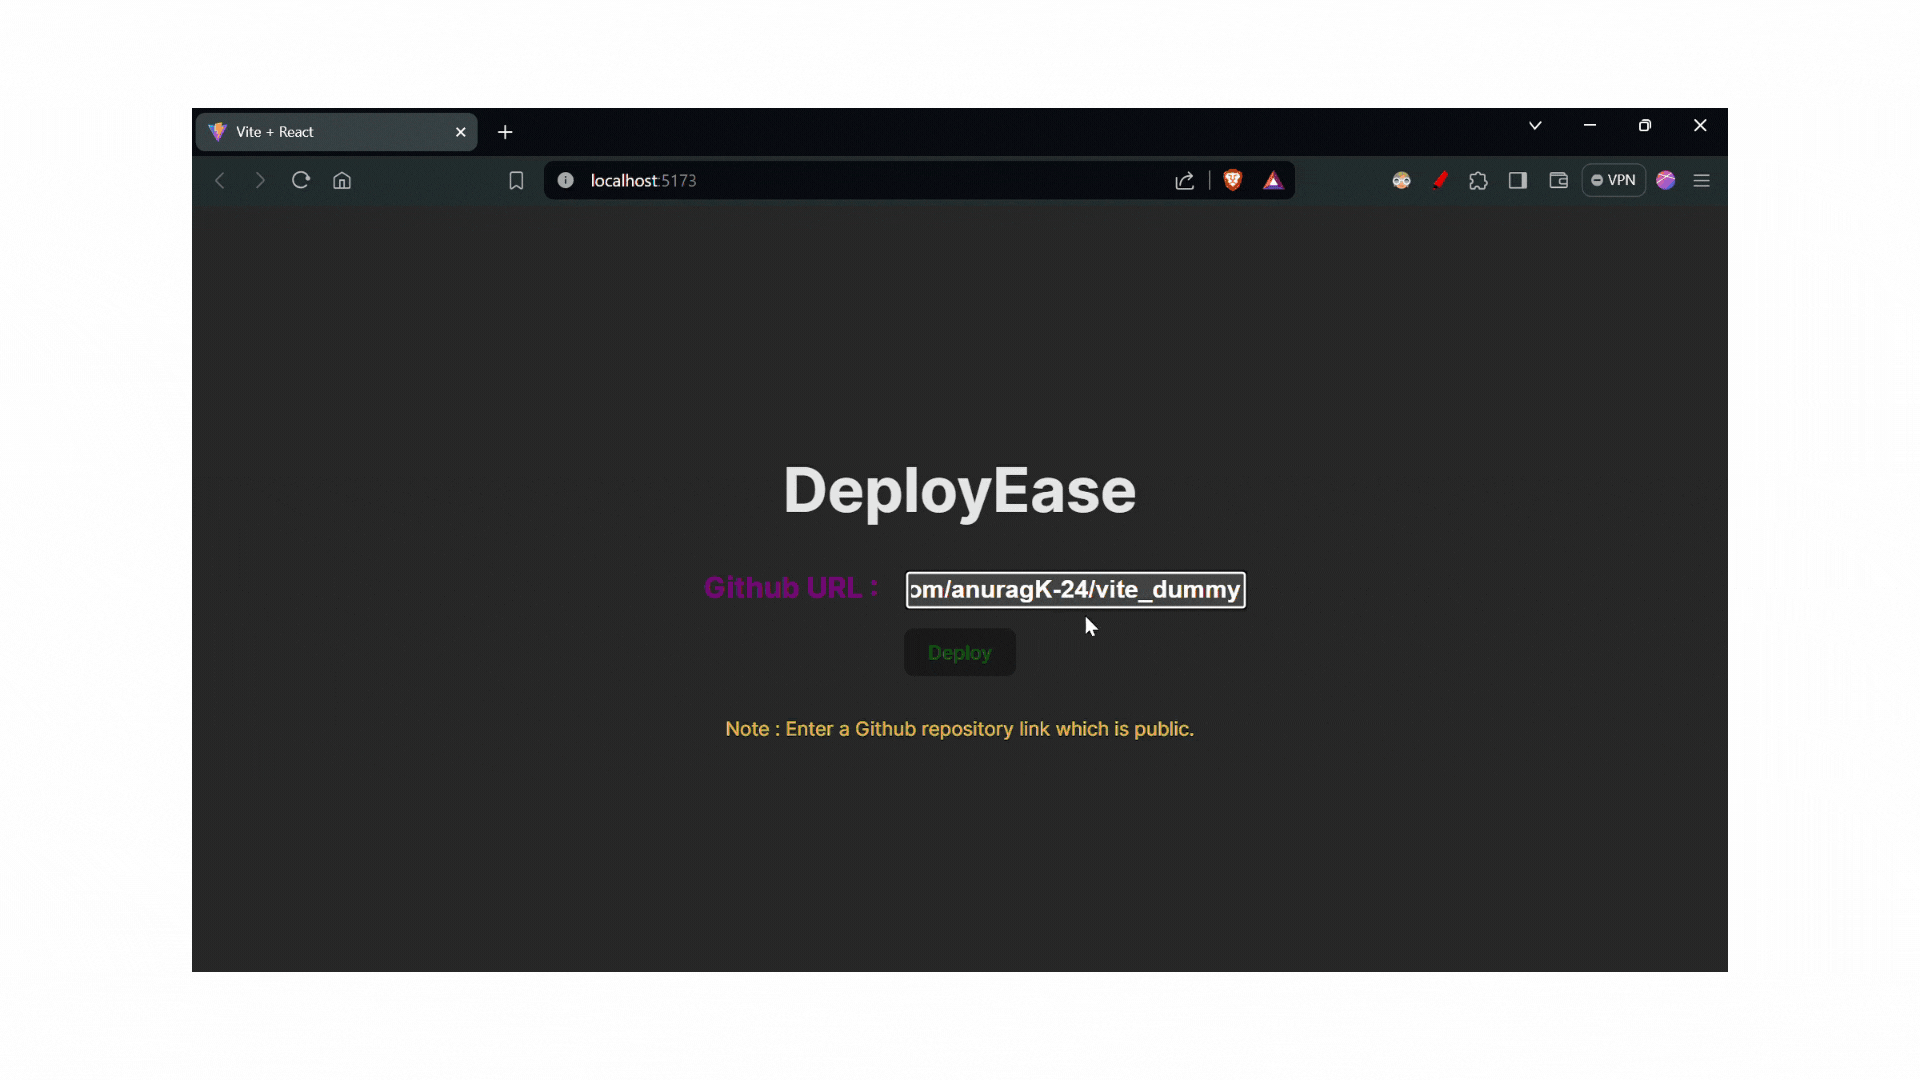 Vite + React
localhost:5173
VPN
DeployEase
Github URL :
om/anuragK-24/vite_dummy
Deploy
Note : Enter a Github repository link which is public.